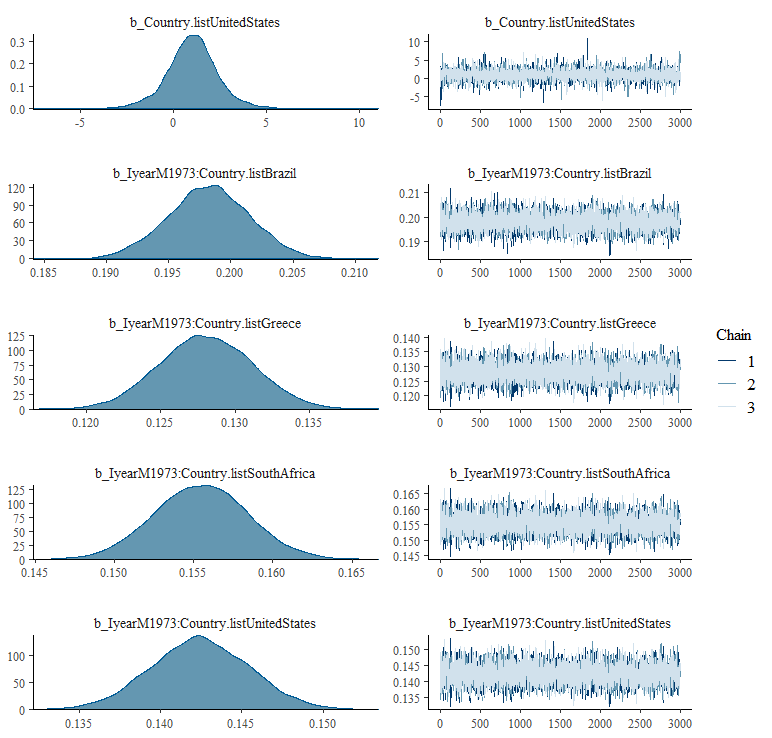 b_Country.listUnitedStates
0.3
0.2
0.1
0.0
-5 0 5 10
b_Country.listUnitedStates
10
5
0
-5
0 500 1000 1500 2000 2500 3000
b_IyearM1973:Country.listBrazil
120
90
60
30
0
0.185 0.190 0.195 0.200 0.205 0.210
b_IyearM1973:Country.listBrazil
0.21
0.20
0.19
0 500 1000 1500 2000 2500 3000
b_IyearM1973:Country.listGreece
125
100
75
50
25
0
0.120 0.125 0.130 0.135
b_IyearM1973:Country.listGreece
0.140
0.135
0.130
0.125
0.120
0 500 1000 1500 2000 2500 3000
Chain
1
2
3
b_IyearM1973:Country.listSouthAfrica
125
100
75
50
25
0
0.145 0.150 0.155 0.160 0.165
b_IyearM1973:Country.listSouthAfrica
0.165
0.160
0.155
0.150
0.145
0 500 1000 1500 2000 2500 3000
b_IyearM1973:Country.listUnitedStates
100
50
0
0.135 0.140 0.145 0.150
b_IyearM1973:Country.listUnitedStates
0.150
0.145
0.140
0.135
0 500 1000 1500 2000 2500 3000